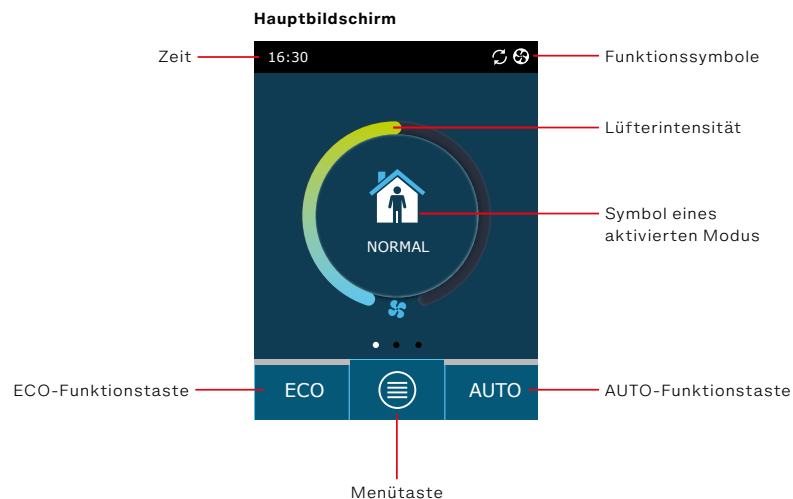 Hauptbildschirm
Zeit
16:30
Funktionssymbole
Lüfterintensität
Symbol eines
aktivierten Modus
NORMAL
ECO-Funktionstaste
ECO
AUTO
AUTO-Funktionstaste
Menütaste